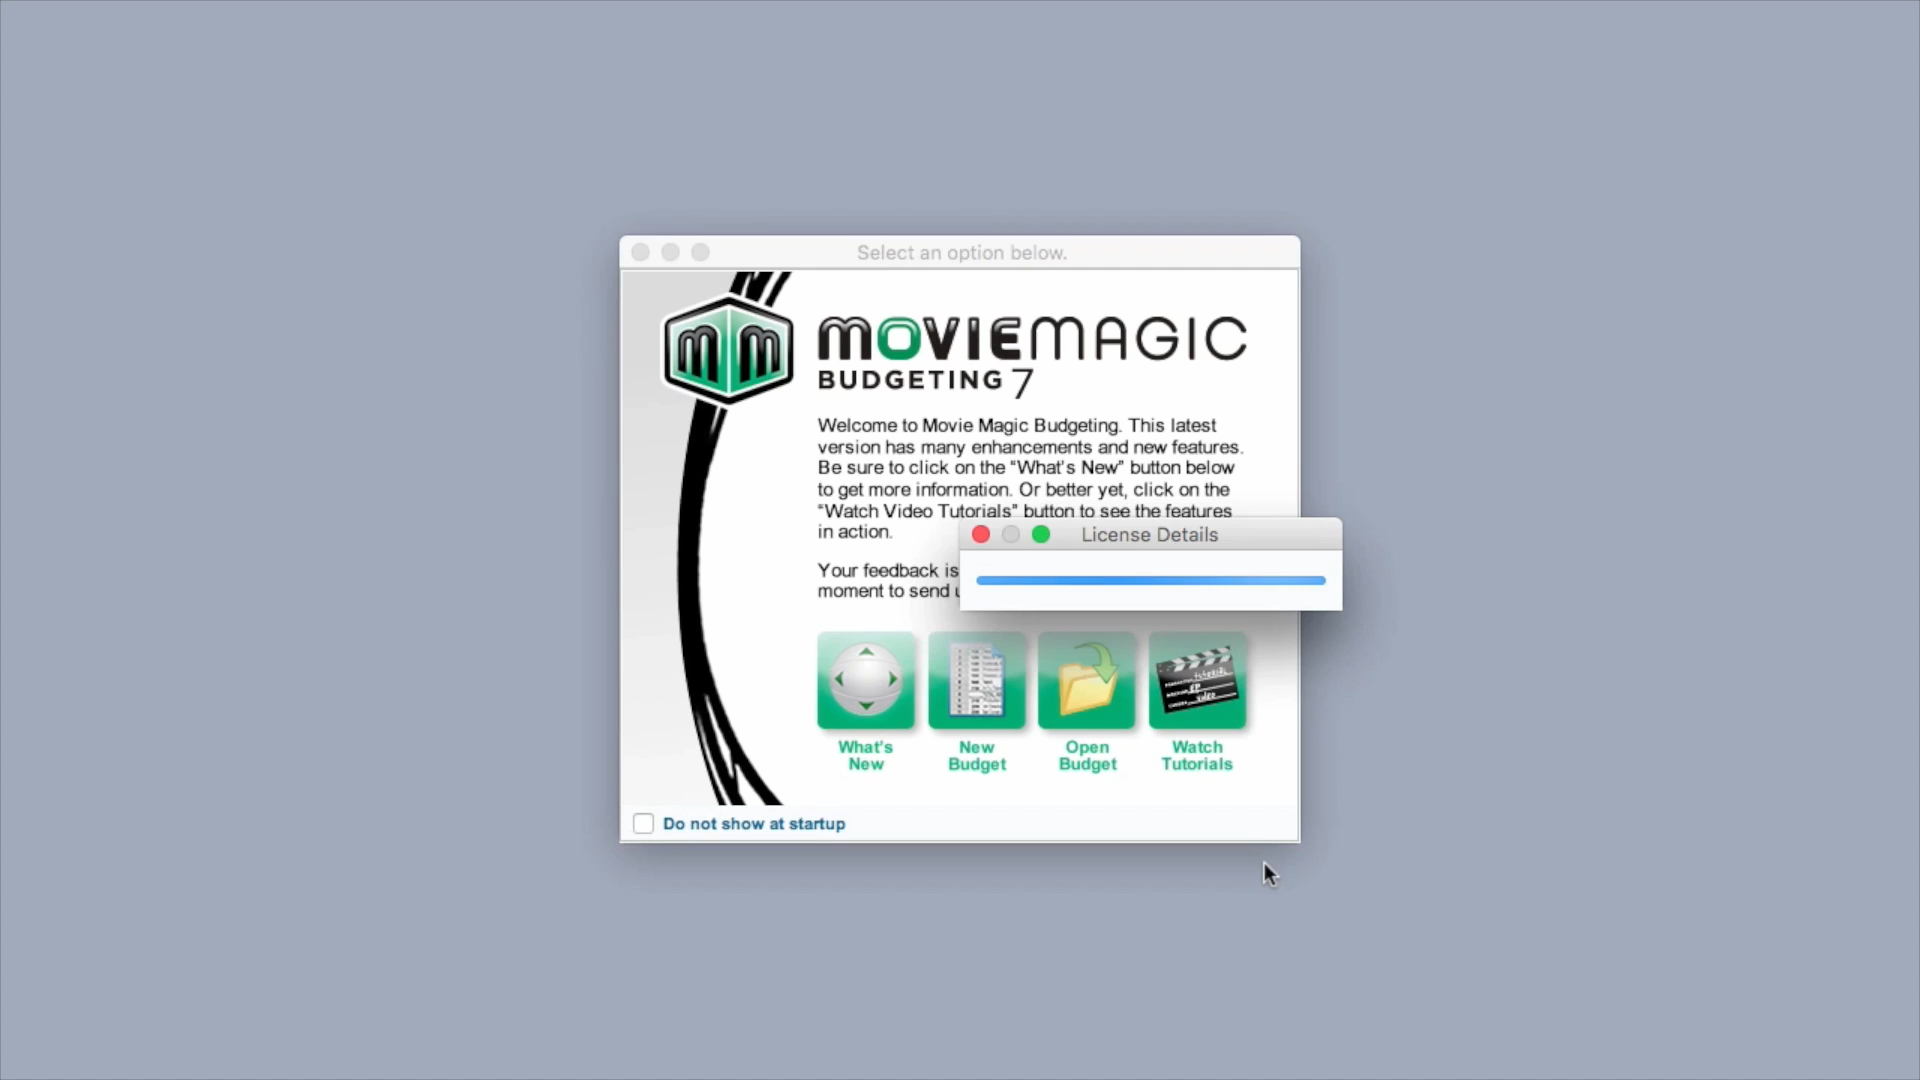 Select an option below.
MOVIEMAGIC
BUDGETING 7
Welcome to Movie Magic Budgeting. This latest
version has many enhancements and new features.
Be sure to click on the “What’s New” button below
to get more information. Or better yet, click on the
“Watch Video Tutorials” button to see the features
in action.
License Details
Your feedback is
moment to send
What’s
New
New
Budget
Open
Budget
Watch
Tutorials
Do not show at startup